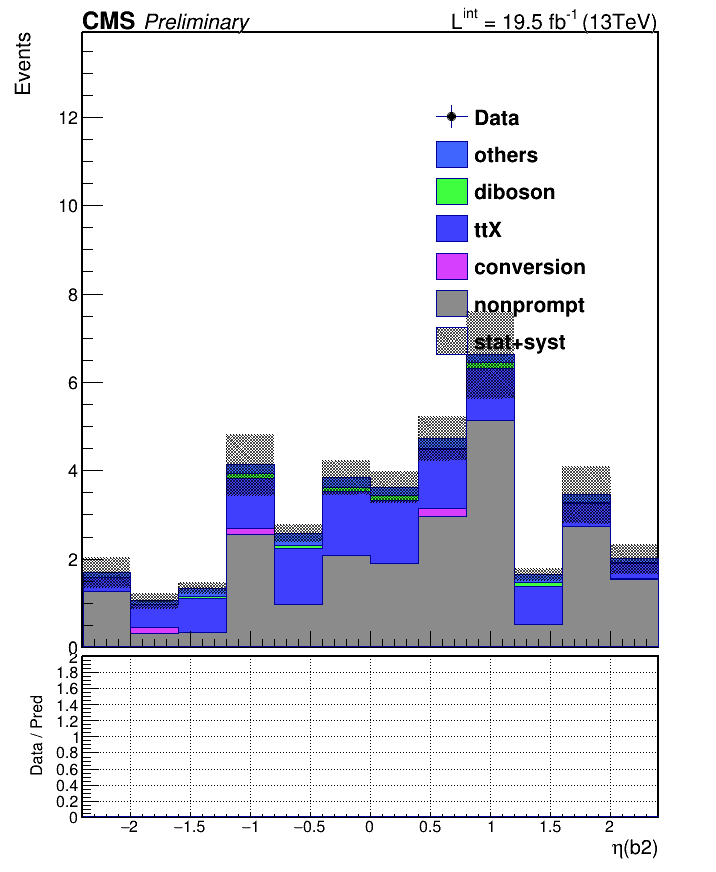 CMS Preliminary L^int = 19.5 fb^-1 (13TeV)
Events
12
10
8
6
4
2
0
Data
others
diboson
ttX
conversion
nonprompt
stat+syst
Data / Pred
2
1.8
1.6
1.4
1.2
1
0.8
0.6
0.4
0.2
0
−2 −1.5 −1 −0.5 0 0.5 1 1.5 2
η(b2)